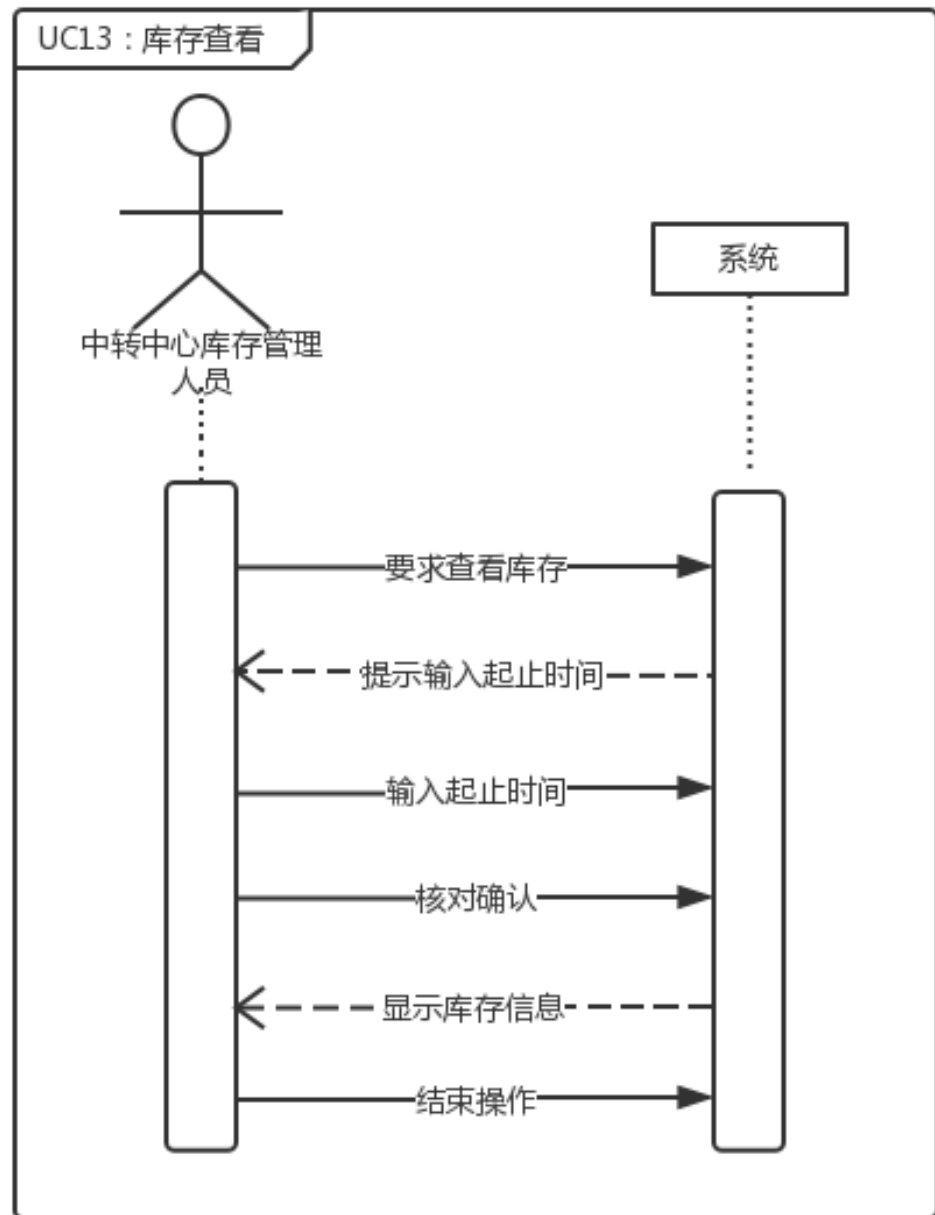 UC13：库存查看
系统
中转中心库存管理
人员
要求查看库存
提示输入起止时间
输入起止时间
核对确认
显示库存信息
结束操作